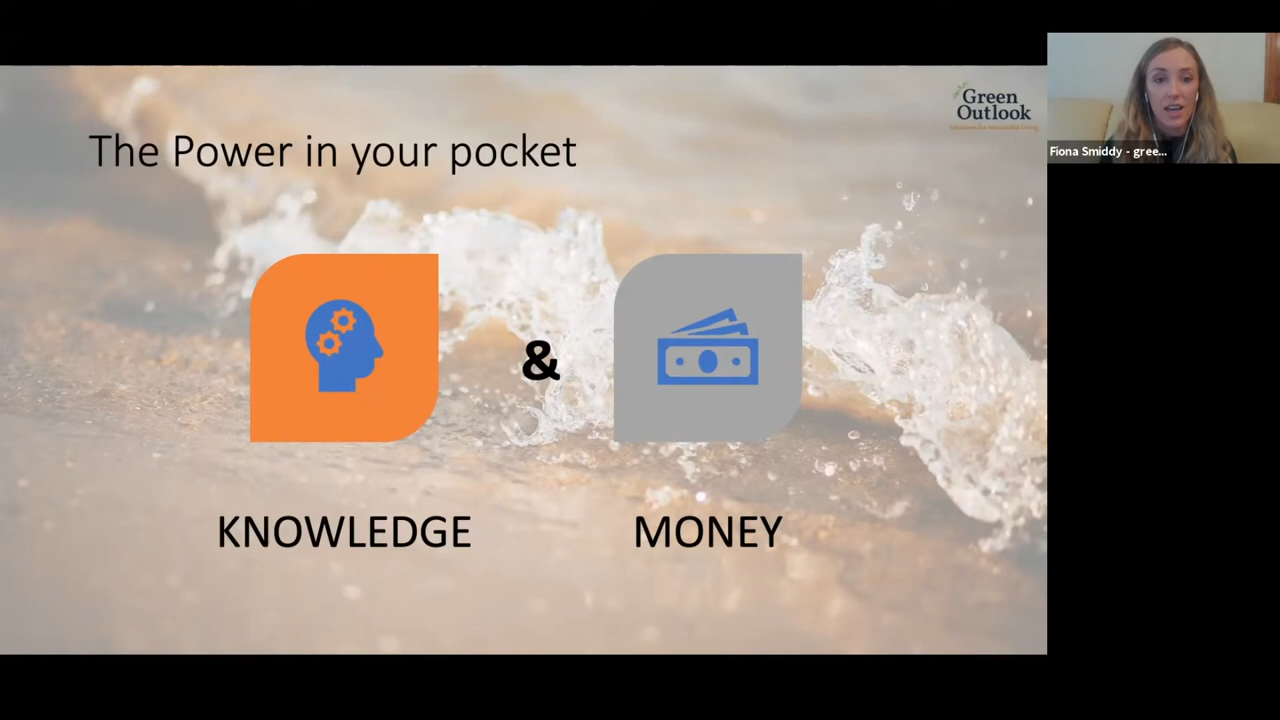 The Power in your pocket
Green
Outlook
Fiona Smiddy - gree...
&
KNOWLEDGE
MONEY